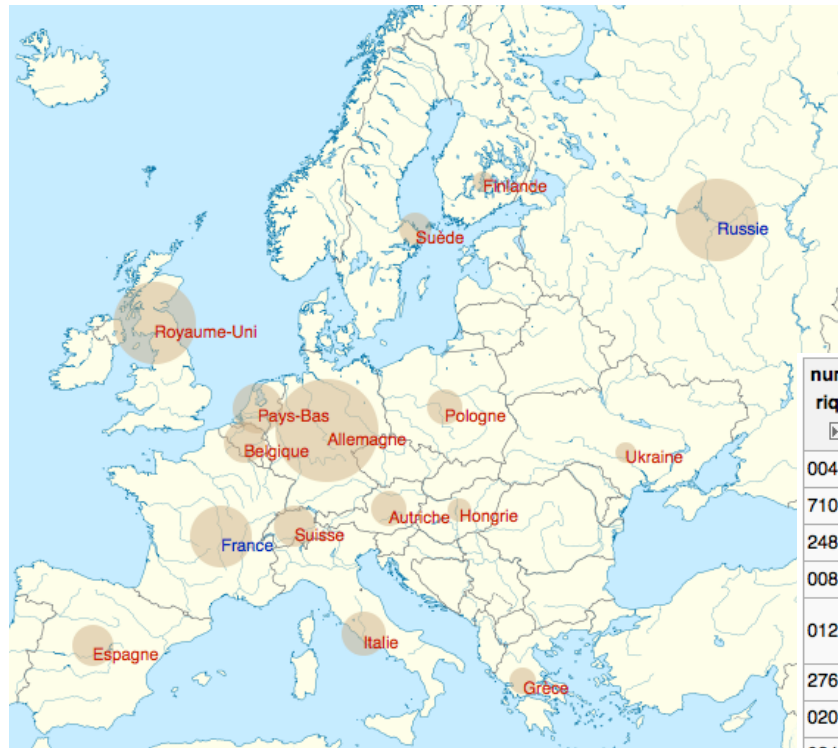 Finlande
Suède
Russie
Royaume-Uni
Pays-Bas
Pologne
Allemagne
Belgique
Ukraine
Autriche
Hongrie
Suisse
France
Italie
Espagne
Grèce
riq
004
710
248
008
012
276
020